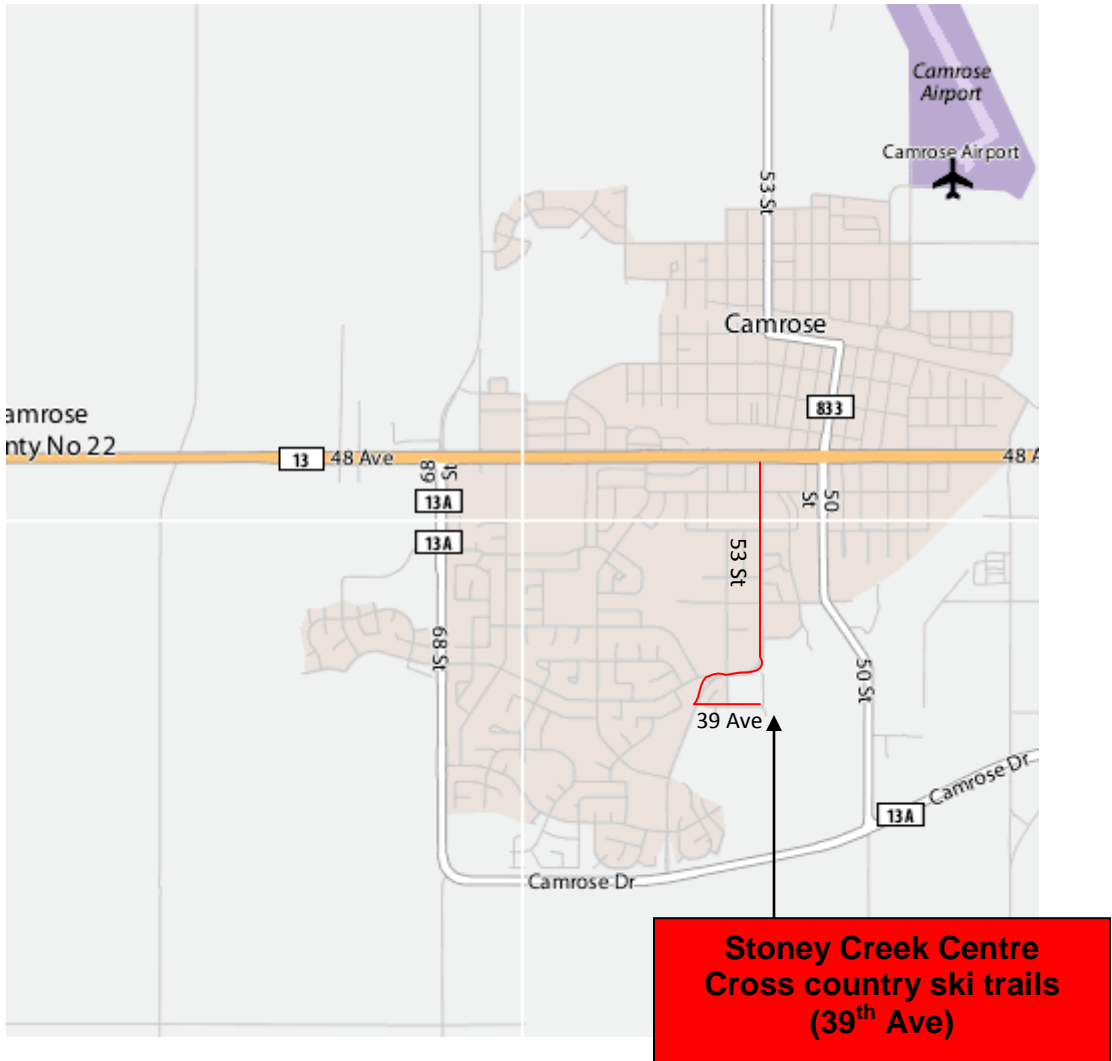 Camrose
Airport
Camrose Airport
53 St
Camrose
833
amrose
nty No 22
13
48 Ave
48 A
68
St
13A
50
St
13A
53 St
68 St
50 St
39 Ave
Camrose Dr
13A
Camrose Dr
Stoney Creek Centre
Cross country ski trails
(39th Ave)